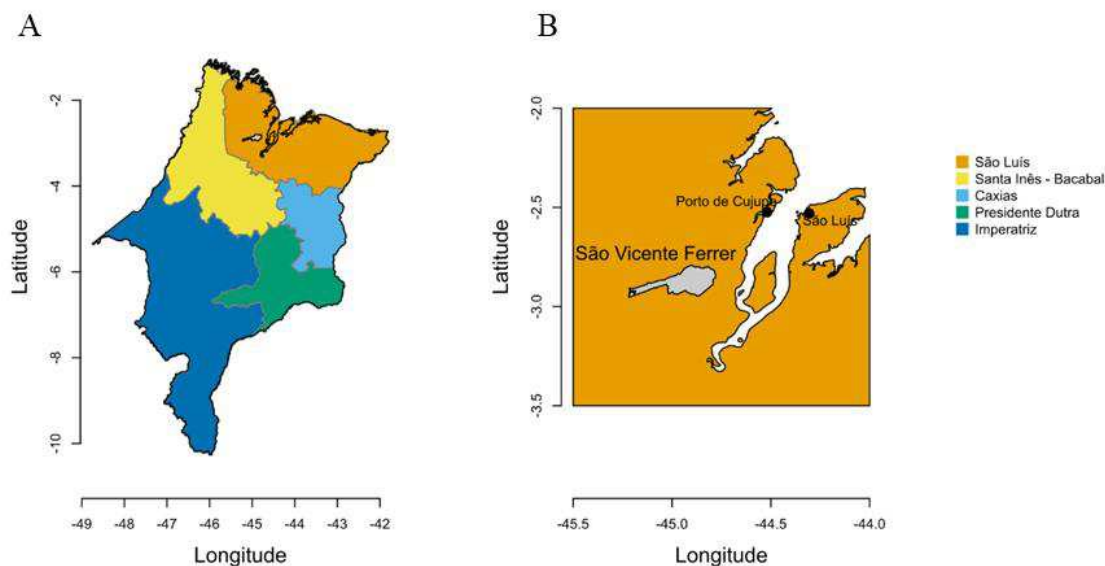 A
B
Latitude
-2
-4
-6
-8
-10
-49
-48
-47
-46
-45
-44
-43
-42
Longitude
Latitude
-2.0
-2.5
-3.0
-3.5
Porto de Cujupe
São Luís
São Vicente Ferrer
-45.5
-45.0
-44.5
-44.0
Longitude
São Luís
Santa Inês - Bacabal
Caxias
Presidente Dutra
Imperatriz